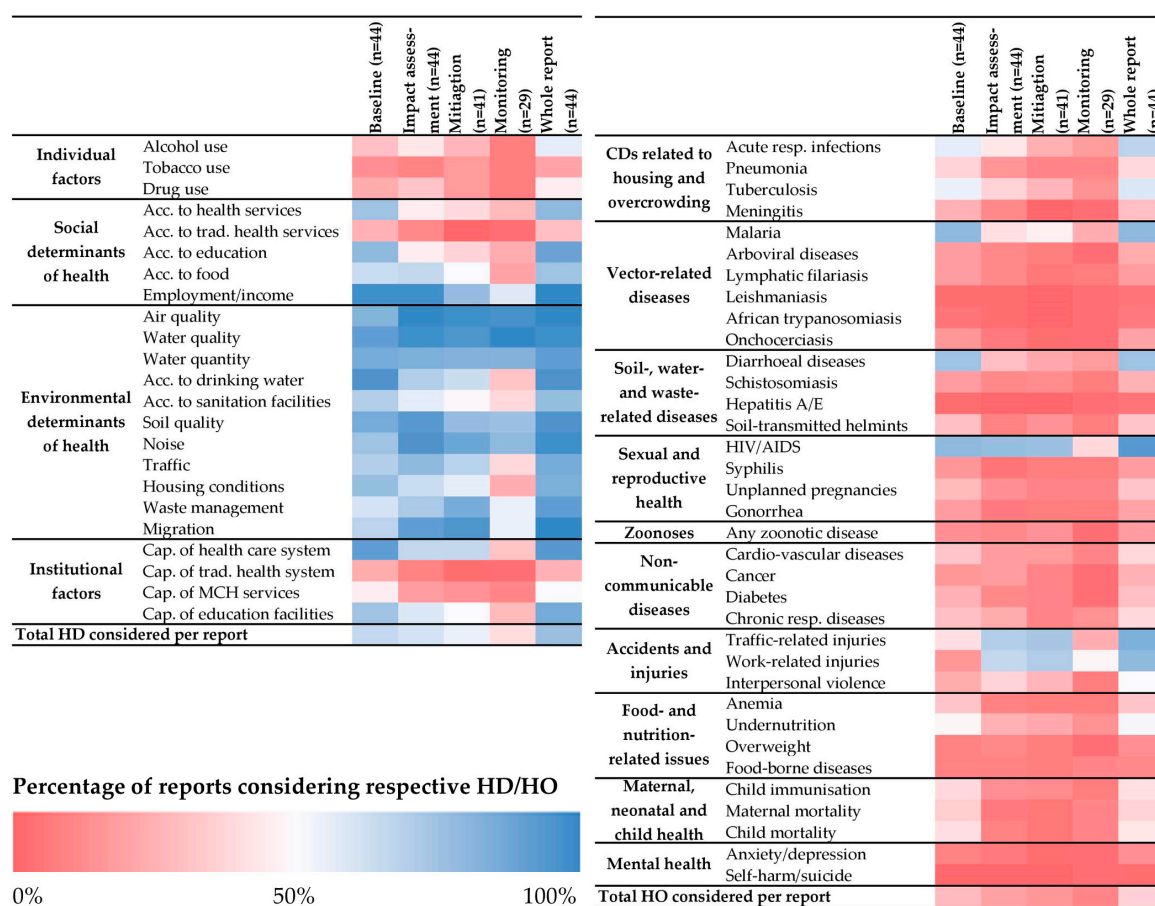 Baseline (n=44)
Impact assess-
ment (n=44)
Mitiagtion
(n=41)
Monitoring
(n=29)
Whole report
(n=44)
Individual
factors
Alcohol use
Tobacco use
Drug use
Social
determinants
of health
Acc. to health services
Acc. to trad. health services
Acc. to education
Acc. to food
Employment/income
Environmental
determinants
of health
Air quality
Water quality
Water quantity
Acc. to drinking water
Acc. to sanitation facilities
Soil quality
Noise
Traffic
Housing conditions
Waste management
Migration
Institutional
factors
Cap. of health care system
Cap. of trad. health system
Cap. of MCH services
Cap. of education facilities
Total HD considered per report
Percentage of reports considering respective HD/HO
0% 50% 100%
Baseline (n=44)
Impact assess-
ment (n=44)
Mitiagtion
(n=41)
Monitoring
(n=29)
Whole report
(n=44)
CDs related to
housing and
overcrowding
Acute resp. infections
Pneumonia
Tuberculosis
Meningitis
Vector-related
diseases
Malaria
Arboviral diseases
Lymphatic filariasis
Leishmaniasis
African trypanosomiasis
Onchocerciasis
Soil-, water-
and waste-
related diseases
Diarrhoeal diseases
Schistosomiasis
Hepatitis A/E
Soil-transmitted helmints
Sexual and
reproductive
health
HIV/AIDS
Syphilis
Unplanned pregnancies
Gonorrhea
Zoonoses
Any zoonotic disease
Non-
communicable
diseases
Cardio-vascular diseases
Cancer
Diabetes
Chronic resp. diseases
Accidents and
injuries
Traffic-related injuries
Work-related injuries
Interpersonal violence
Food- and
nutrition-
related issues
Anemia
Undernutrition
Overweight
Food-borne diseases
Maternal,
neonatal and
child health
Child immunisation
Maternal mortality
Child mortality
Mental health
Anxiety/depression
Self-harm/suicide
Total HO considered per report